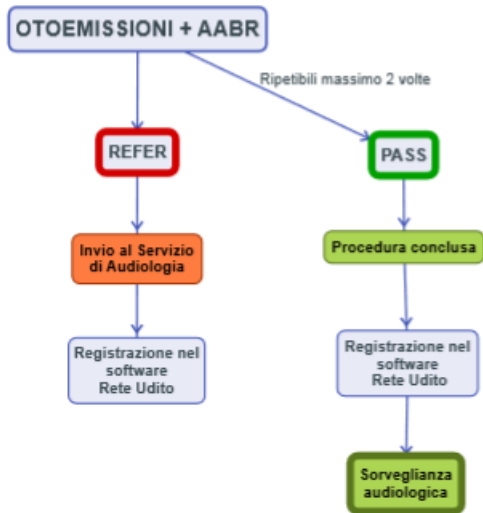 OTOEMISSIONI + AABR
Ripetibili massimo 2 volte
REFER
PASS
Invio al Servizio
di Audiologia
Procedura conclusa
Registrazione nel
software
Rete Udito
Registrazione nel
software
Rete Udito
Sorveglianza
audiologica